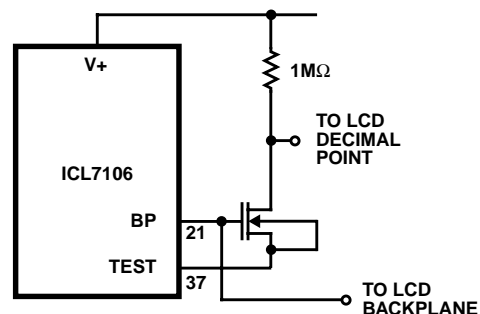 V+
1MΩ
TO LCD
DECIMAL
POINT
ICL7106
BP
21
TEST
37
TO LCD
BACKPLANE